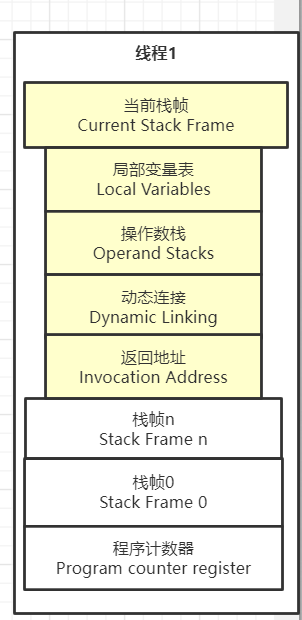 线程1
当前栈帧
Current Stack Frame
局部变量表
Local Variables
操作数栈
Operand Stacks
动态连接
Dynamic Linking
返回地址
Invocation Address
栈帧n
Stack Frame n
栈帧0
Stack Frame 0
程序计数器
Program counter register